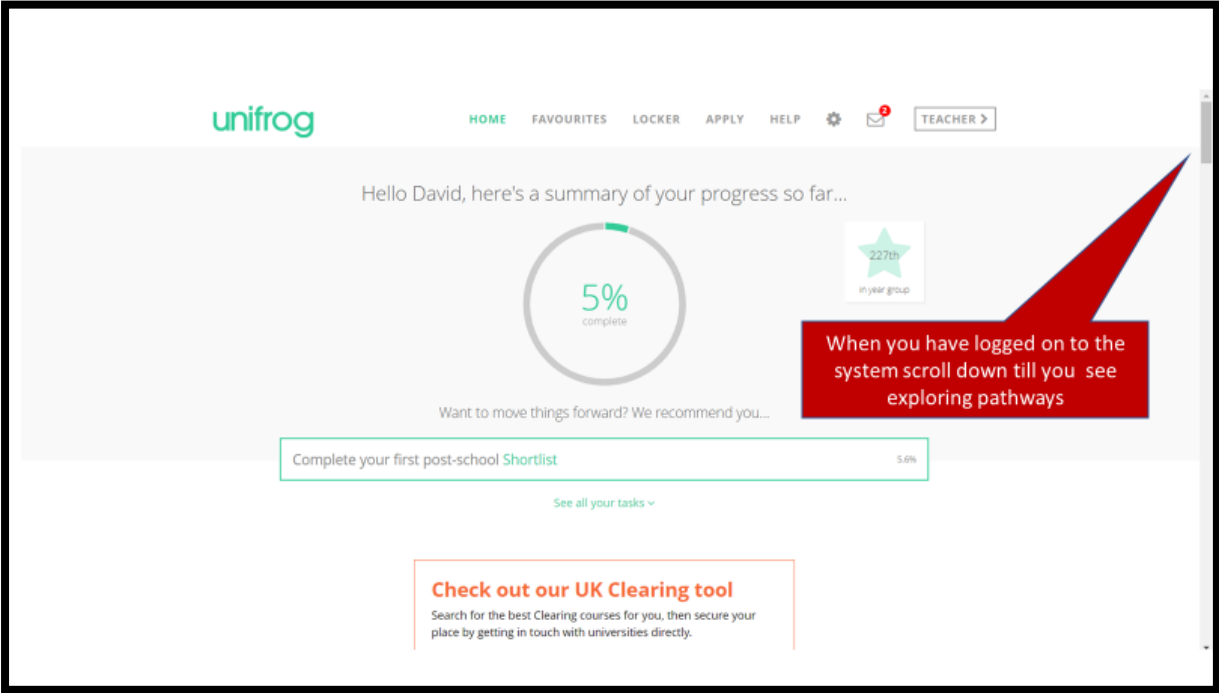 unifrog
HOME FAVOURITES LOCKER APPLY HELP 2 TEACHER >
Hello David, here's a summary of your progress so far...
227th
in year group
5%
complete
When you have logged on to the
system scroll down till you see
exploring pathways
Want to move things forward? We recommend you...
Complete your first post-school Shortlist 5.6%
See all your tasks
Check out our UK Clearing tool
Search for the best Clearing courses for you, then secure your
place by getting in touch with universities directly.